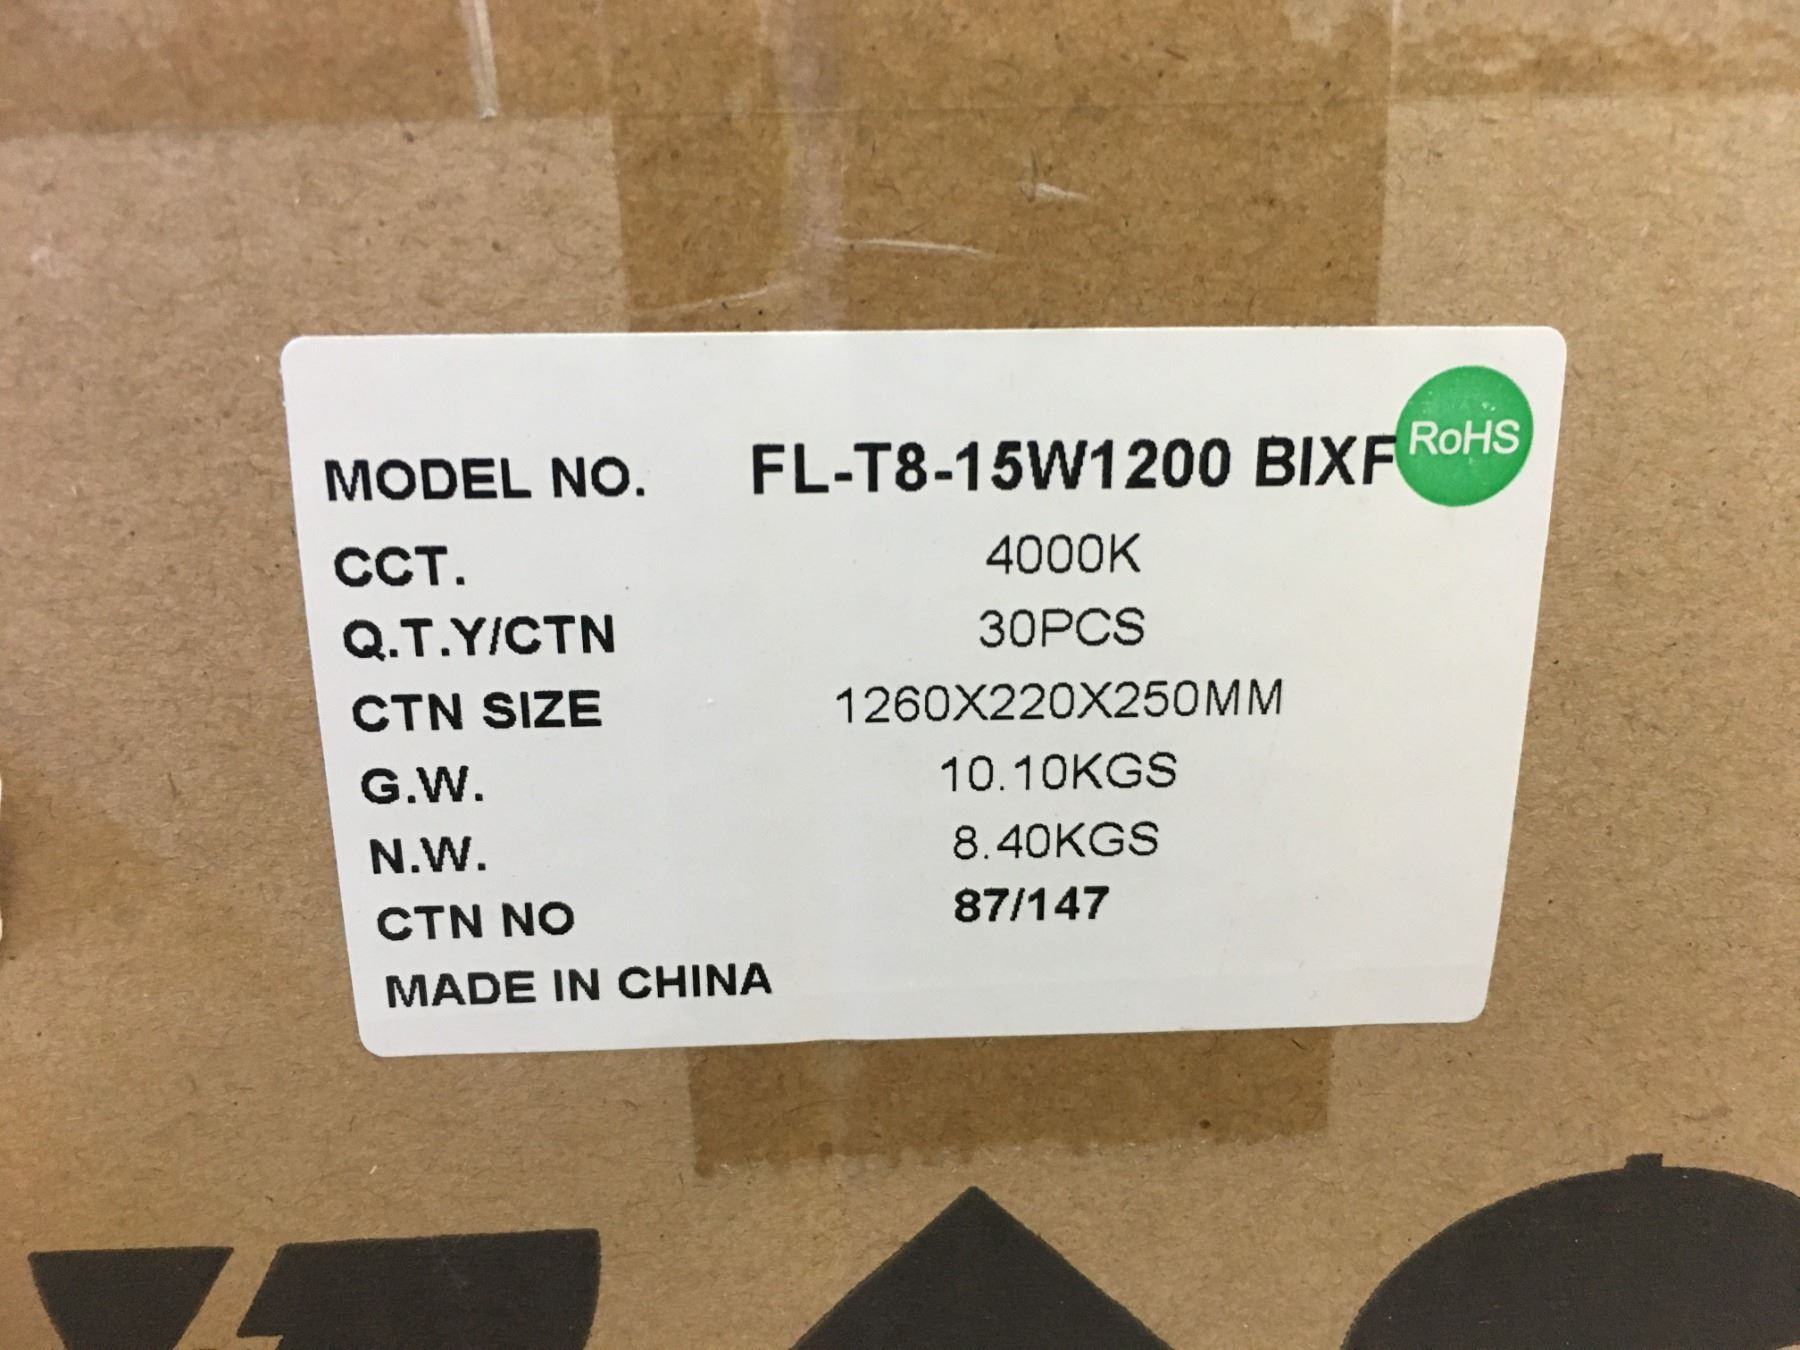 MODEL NO. FL-T8-15W1200 BIXF
RoHS
CCT. 4000K
Q.T.Y/CTN 30PCS
CTN SIZE 1260X220X250MM
G.W. 10.10KGS
N.W. 8.40KGS
CTN NO 87/147
MADE IN CHINA